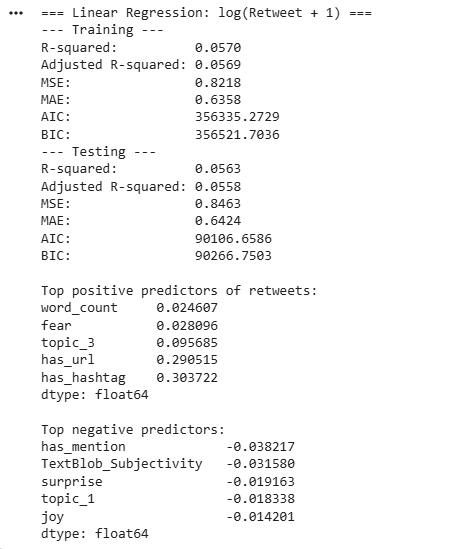 ••• === Linear Regression: log(Retweet + 1) ===
--- Training ---
R-squared: 0.0570
Adjusted R-squared: 0.0569
MSE: 0.8218
MAE: 0.6358
AIC: 356335.2729
BIC: 356521.7036
--- Testing ---
R-squared: 0.0563
Adjusted R-squared: 0.0558
MSE: 0.8463
MAE: 0.6424
AIC: 90106.6586
BIC: 90266.7503

Top positive predictors of retweets:
word_count 0.024607
fear 0.028096
topic_3 0.095685
has_url 0.290515
has_hashtag 0.303722
dtype: float64

Top negative predictors:
has_mention -0.038217
TextBlob_Subjectivity -0.031580
surprise -0.019163
topic_1 -0.018338
joy -0.014201
dtype: float64